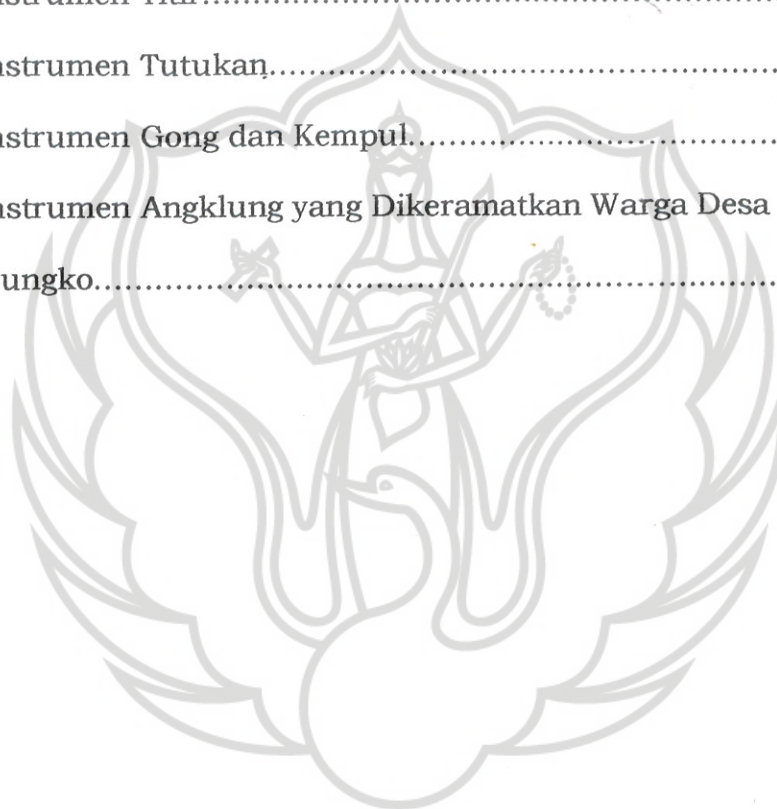 nstrumen Tutukan................................................
nstrumen Gong dan Kempul..................................
nstrumen Angklung yang Dikeramatkan Warga Desa
ungko................................................................